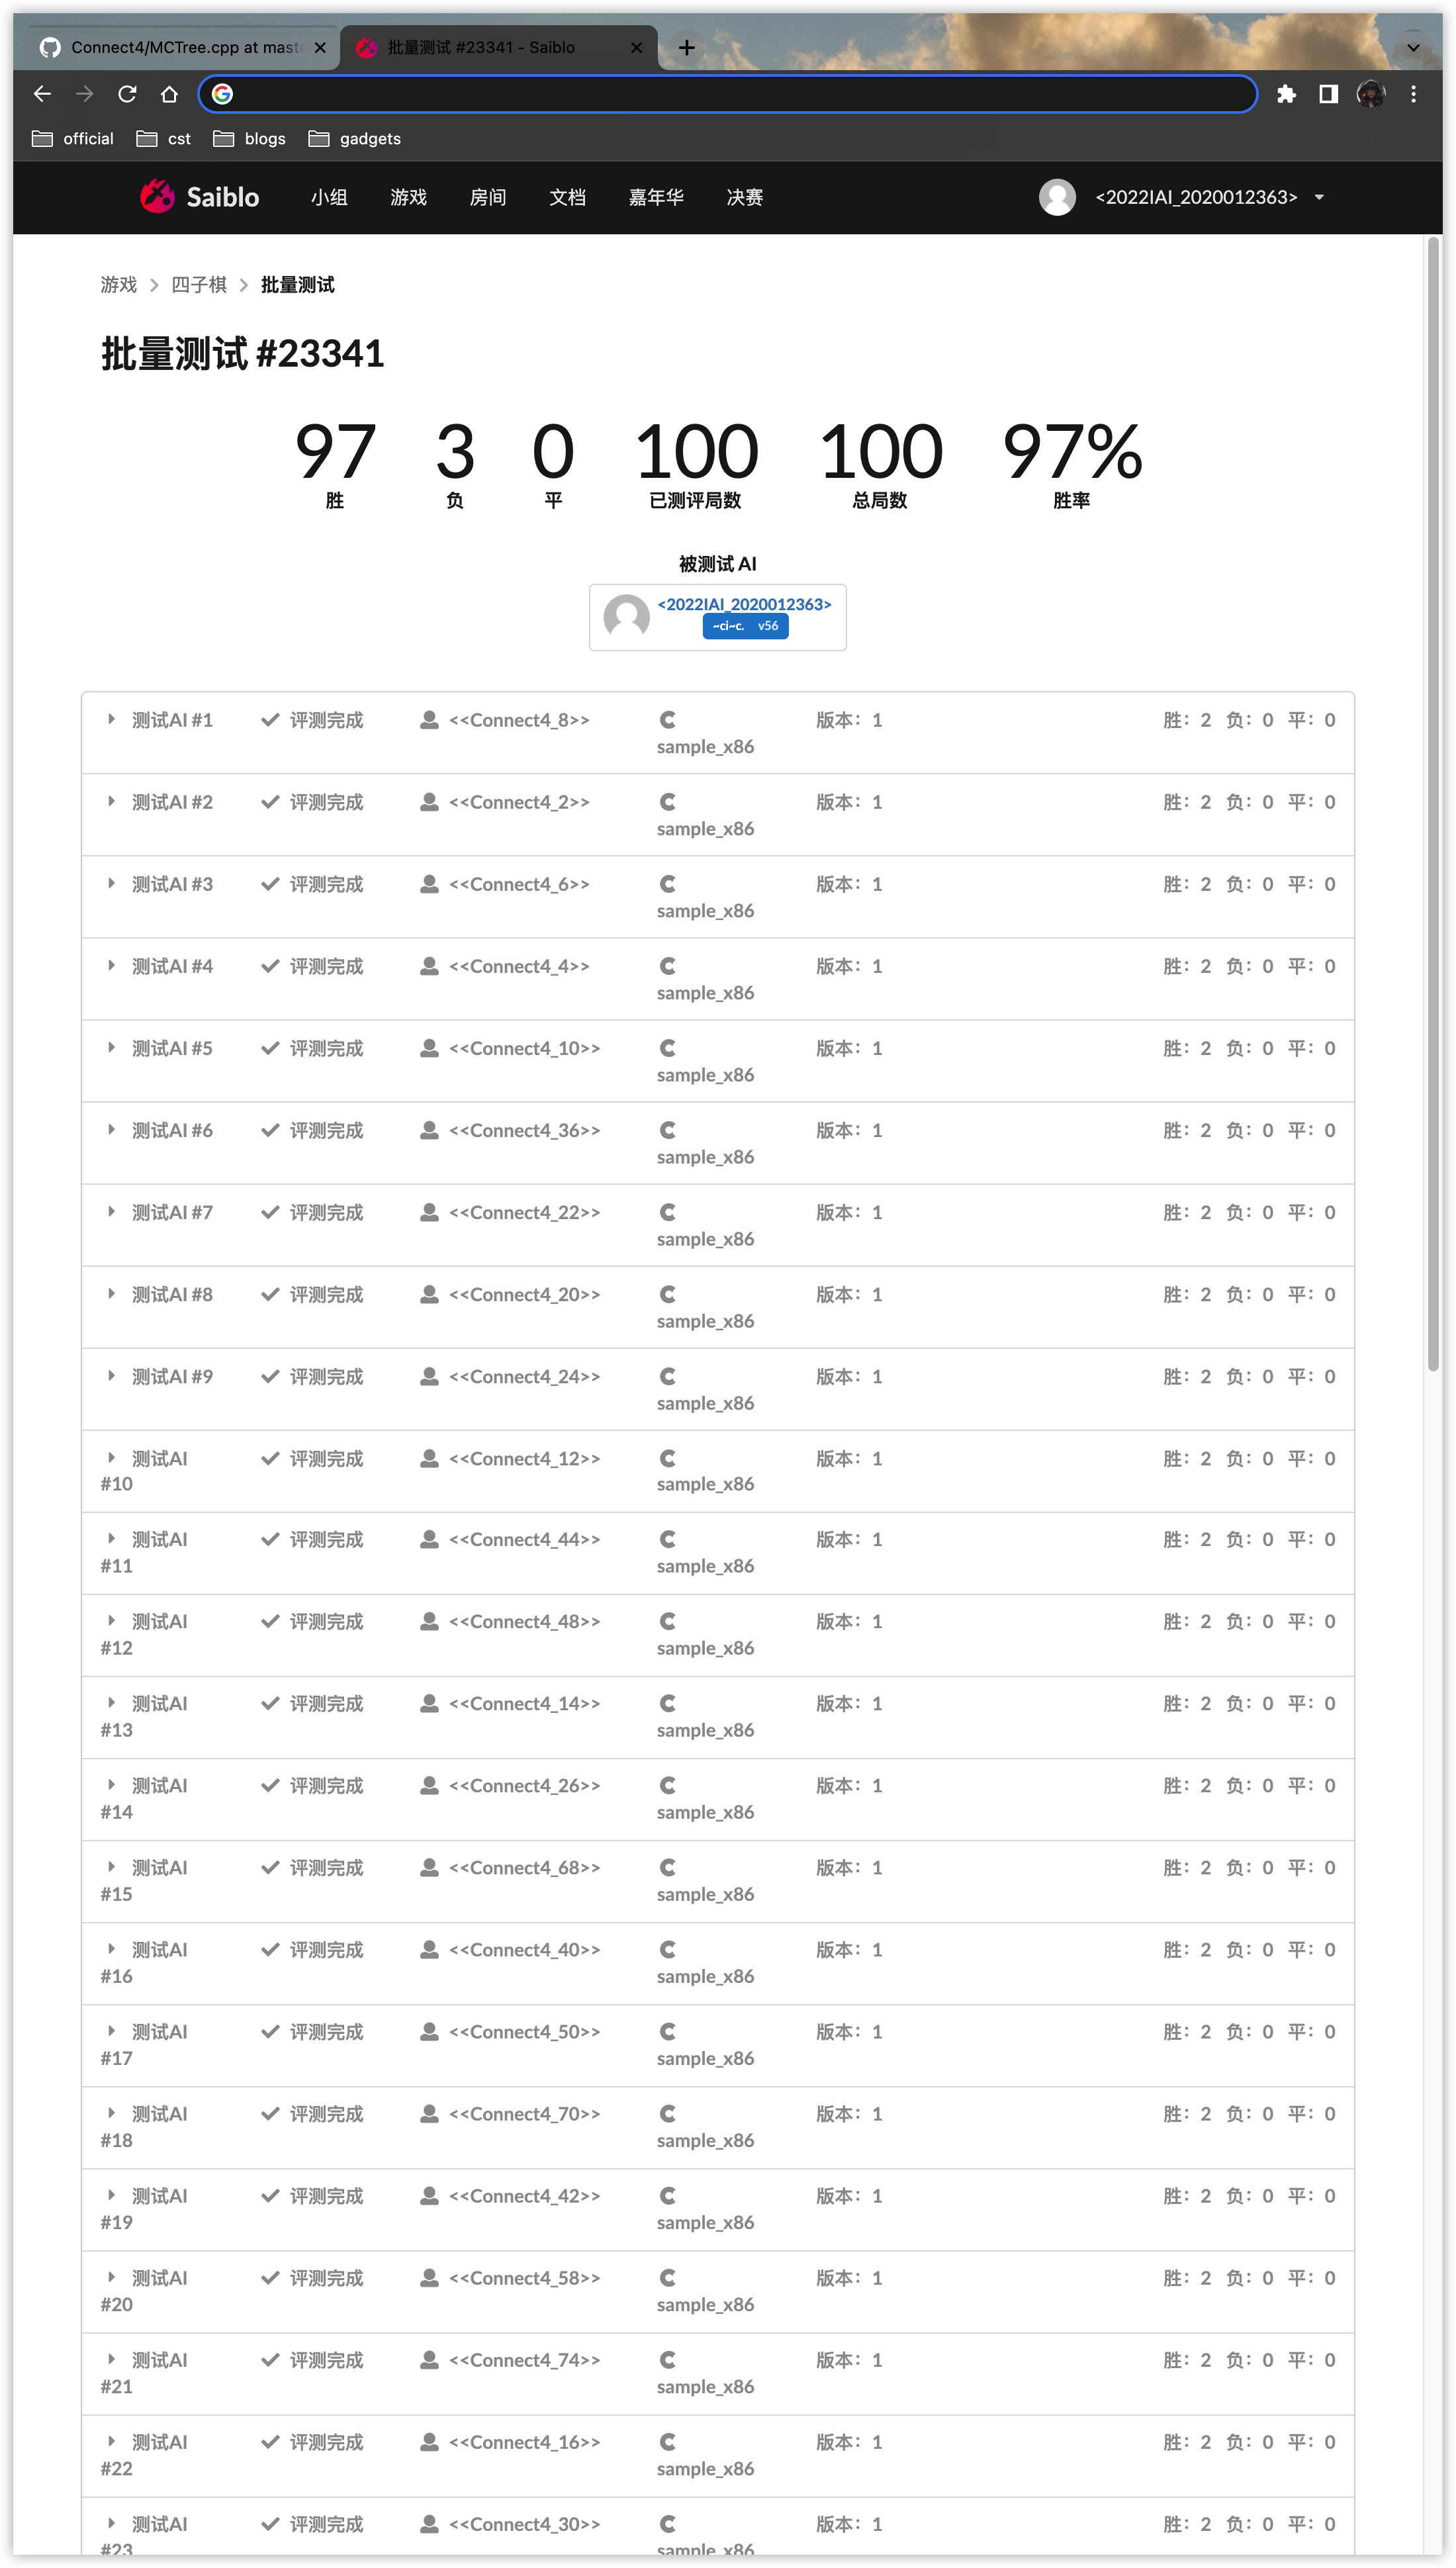 Connect4/MCTree.cpp at mast
批量测试 #23341 - Saiblo
official cst blogs gadgets
Saiblo 小组 游戏 房间 文档 嘉年华 决赛 <2022IAI_2020012363>
游戏 > 四子棋 > 批量测试
批量测试 #23341
97 3 0 100 100 97%
胜 负 平 已测评局数 总局数 胜率
被测试 AI
<2022IAI_2020012363>
~ci~c. v56
测试AI #1 评测完成 <<Connect4_8>> sample_x86 版本：1 胜：2 负：0 平：0
测试AI #2 评测完成 <<Connect4_2>> sample_x86 版本：1 胜：2 负：0 平：0
测试AI #3 评测完成 <<Connect4_6>> sample_x86 版本：1 胜：2 负：0 平：0
测试AI #4 评测完成 <<Connect4_4>> sample_x86 版本：1 胜：2 负：0 平：0
测试AI #5 评测完成 <<Connect4_10>> sample_x86 版本：1 胜：2 负：0 平：0
测试AI #6 评测完成 <<Connect4_36>> sample_x86 版本：1 胜：2 负：0 平：0
测试AI #7 评测完成 <<Connect4_22>> sample_x86 版本：1 胜：2 负：0 平：0
测试AI #8 评测完成 <<Connect4_20>> sample_x86 版本：1 胜：2 负：0 平：0
测试AI #9 评测完成 <<Connect4_24>> sample_x86 版本：1 胜：2 负：0 平：0
测试AI #10 评测完成 <<Connect4_12>> sample_x86 版本：1 胜：2 负：0 平：0
测试AI #11 评测完成 <<Connect4_44>> sample_x86 版本：1 胜：2 负：0 平：0
测试AI #12 评测完成 <<Connect4_48>> sample_x86 版本：1 胜：2 负：0 平：0
测试AI #13 评测完成 <<Connect4_14>> sample_x86 版本：1 胜：2 负：0 平：0
测试AI #14 评测完成 <<Connect4_26>> sample_x86 版本：1 胜：2 负：0 平：0
测试AI #15 评测完成 <<Connect4_68>> sample_x86 版本：1 胜：2 负：0 平：0
测试AI #16 评测完成 <<Connect4_40>> sample_x86 版本：1 胜：2 负：0 平：0
测试AI #17 评测完成 <<Connect4_50>> sample_x86 版本：1 胜：2 负：0 平：0
测试AI #18 评测完成 <<Connect4_70>> sample_x86 版本：1 胜：2 负：0 平：0
测试AI #19 评测完成 <<Connect4_42>> sample_x86 版本：1 胜：2 负：0 平：0
测试AI #20 评测完成 <<Connect4_58>> sample_x86 版本：1 胜：2 负：0 平：0
测试AI #21 评测完成 <<Connect4_74>> sample_x86 版本：1 胜：2 负：0 平：0
测试AI #22 评测完成 <<Connect4_16>> sample_x86 版本：1 胜：2 负：0 平：0
测试AI #23 评测完成 <<Connect4_30>> sample_x86 版本：1 胜：2 负：0 平：0